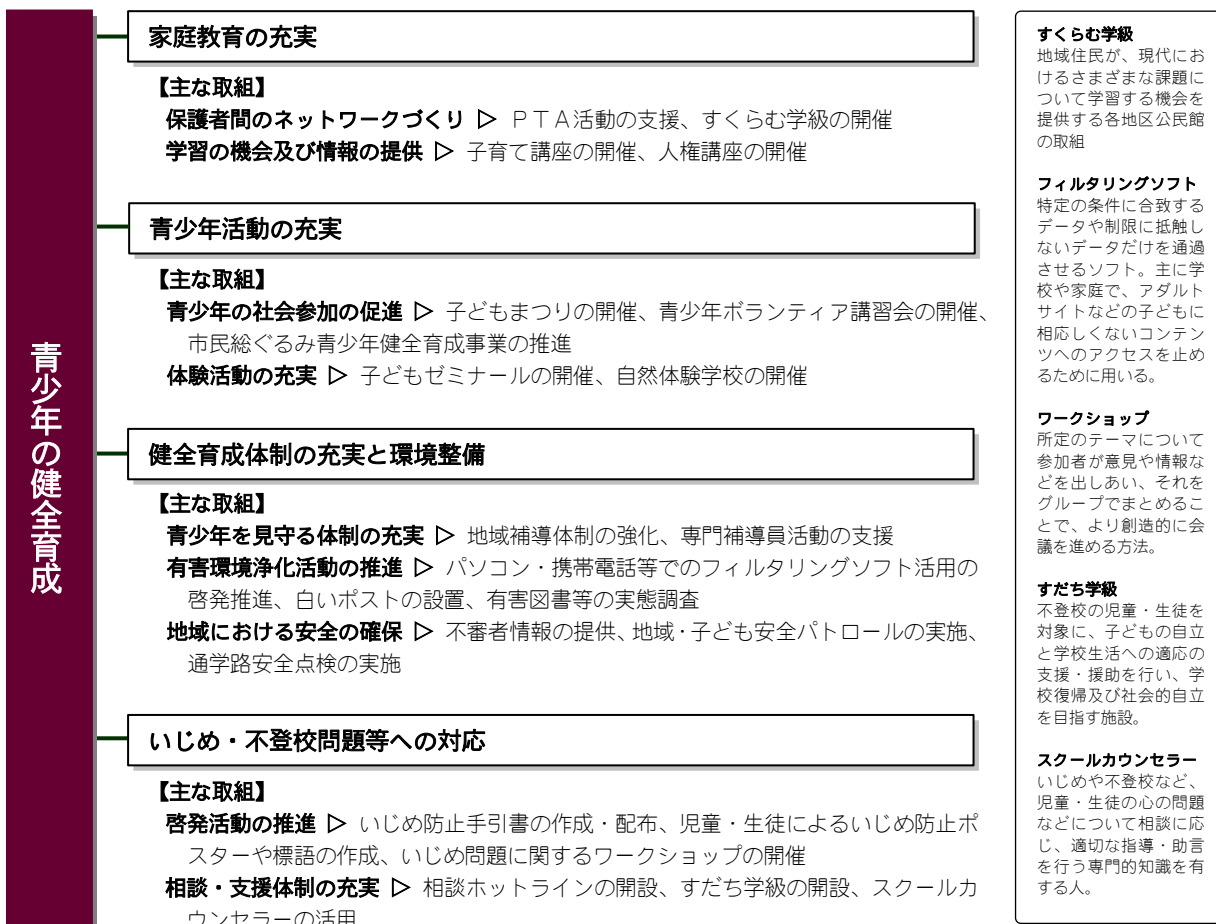 青少年の健全育成
家庭教育の充実
【主な取組】
保護者間のネットワークづくり ▷ ＰＴＡ活動の支援、すくらむ学級の開催
学習の機会及び情報の提供 ▷ 子育て講座の開催、人権講座の開催
青少年活動の充実
【主な取組】
青少年の社会参加の促進 ▷ 子どもまつりの開催、青少年ボランティア講習会の開催、
市民総ぐるみ青少年健全育成事業の推進
体験活動の充実 ▷ 子どもゼミナールの開催、自然体験学校の開催
健全育成体制の充実と環境整備
【主な取組】
青少年を見守る体制の充実 ▷ 地域補導体制の強化、専門補導員活動の支援
有害環境浄化活動の推進 ▷ パソコン・携帯電話等でのフィルタリングソフト活用の
啓発推進、白いポストの設置、有害図書等の実態調査
地域における安全の確保 ▷ 不審者情報の提供、地域・子ども安全パトロールの実施、
通学路安全点検の実施
いじめ・不登校問題等への対応
【主な取組】
啓発活動の推進 ▷ いじめ防止手引書の作成・配布、児童・生徒によるいじめ防止ポ
スターや標語の作成、いじめ問題に関するワークショップの開催
相談・支援体制の充実 ▷ 相談ホットラインの開設、すだち学級の開設、スクールカ
ウンセラーの活用
すくらむ学級
地域住民が、現代にお
けるさまざまな課題に
ついて学習する機会を
提供する各地区公民館
の取組
フィルタリングソフト
特定の条件に合致する
データや制限に抵触し
ないデータだけを通過
させるソフト。主に学
校や家庭で、アダルト
サイトなどの子どもに
相応しくないコンテン
ツへのアクセスを止め
るために用いる。
ワークショップ
所定のテーマについて
参加者が意見や情報な
どを出しあい、それを
グループでまとめるこ
とで、より創造的に会
議を進める方法。
すだち学級
不登校の児童・生徒を
対象に、子どもの自立
と学校生活への適応の
支援・援助を行い、学
校復帰及び社会的自立
を目指す施設。
スクールカウンセラー
いじめや不登校など、
児童・生徒の心の問題
などについて相談に応
じ、適切な指導・助言
を行う専門的知識を有
する人。